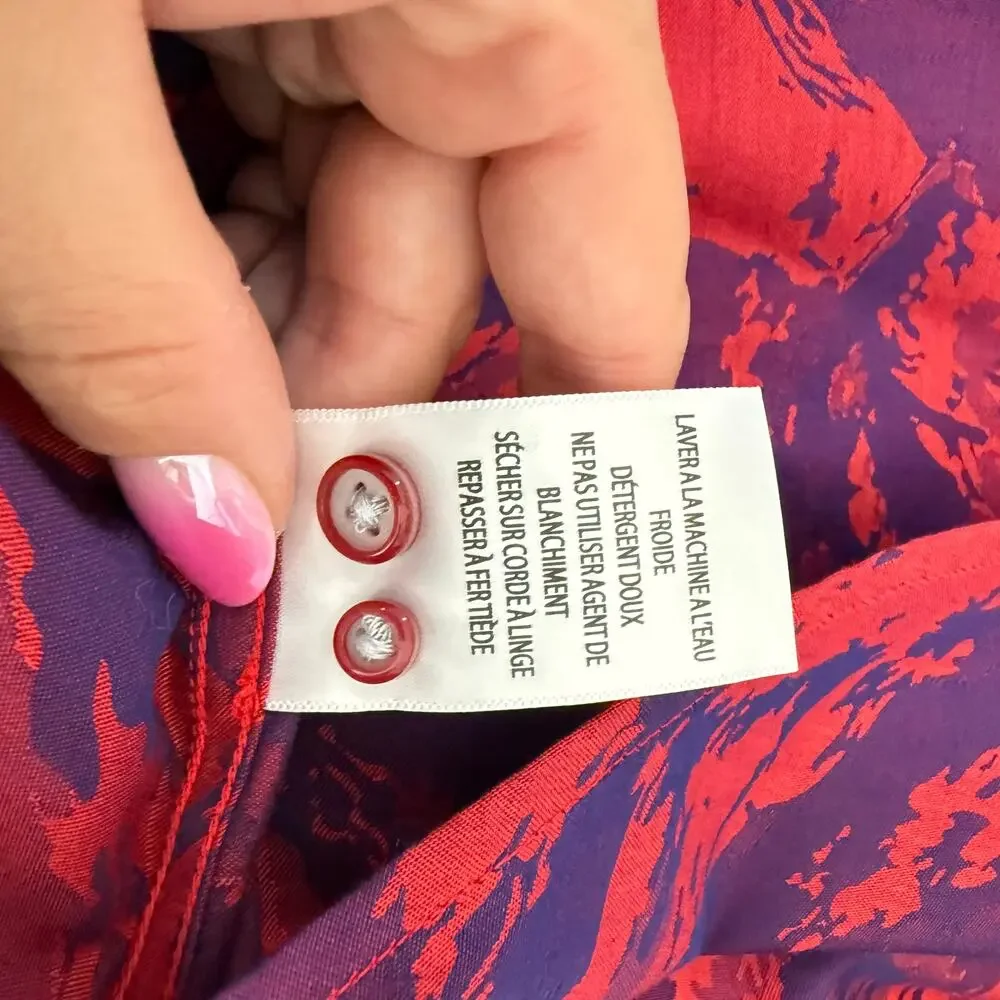 LAVER A LA MACHINE A L'EAU
FROIDE
DÉTERGENT DOUX
NE PAS UTILISER AGENT DE
BLANCHIMENT
SÉCHER SUR CORDE À LINGE
REPASSER À FER TIÈDE